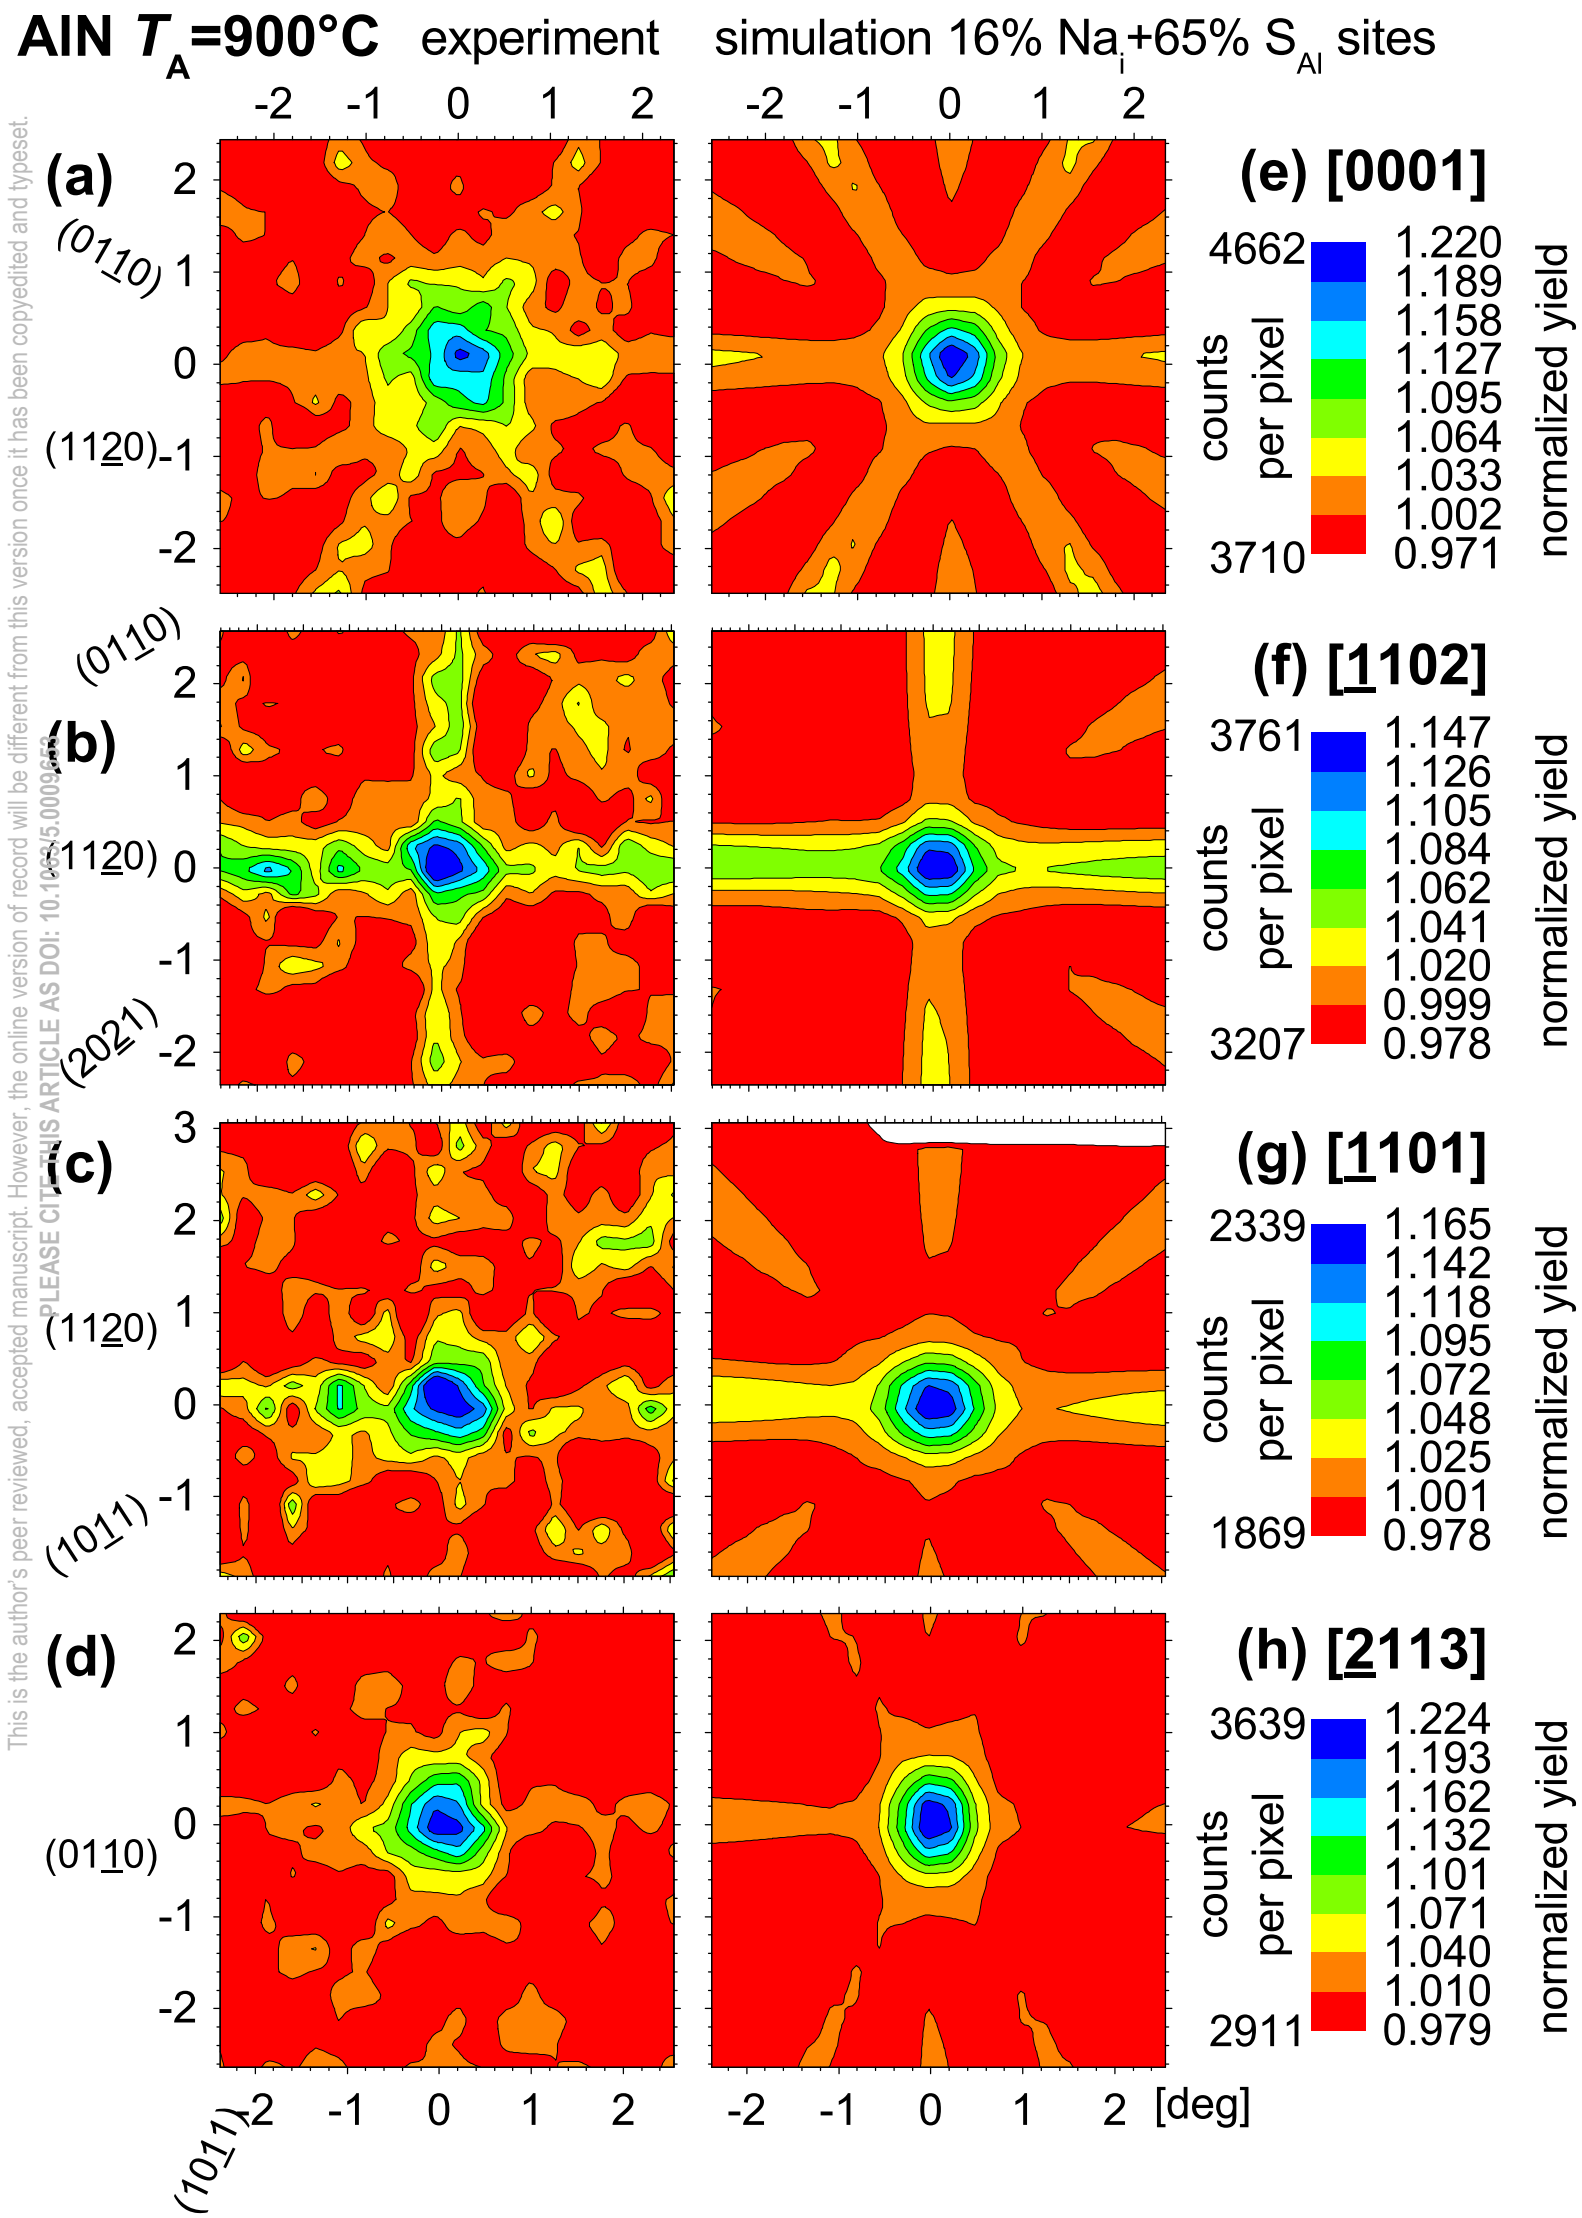 AlN TA=900°C experiment simulation 16% Nai+65% SAl sites
-2 -1 0 1 2 -2 -1 0 1 2
(a) 2 1 0 -1 -2
(0110)
(1120)
(e) [0001]
4662
3710
counts per pixel
1.220
1.189
1.158
1.127
1.095
1.064
1.033
1.002
0.971
normalized yield
(0110)
(b) 2 1 0 -1 -2
1120)
(2021)
(f) [1102]
3761
3207
counts per pixel
1.147
1.126
1.105
1.084
1.062
1.041
1.020
0.999
0.978
normalized yield
(c) 3 2 1 0 -1
(1120)
(1011)
(g) [1101]
2339
1869
counts per pixel
1.165
1.142
1.118
1.095
1.072
1.048
1.025
1.001
0.978
normalized yield
(d) 2 1 0 -1 -2
(0110)
(1011)
(h) [2113]
3639
2911
counts per pixel
1.224
1.193
1.162
1.132
1.101
1.071
1.040
1.010
0.979
normalized yield
-2 -1 0 1 2 -2 -1 0 1 2 [deg]
This is the author's peer reviewed, accepted manuscript. However, the online version of record will be different from this version once it has been copyedited and typeset.
PLEASE CITE THIS ARTICLE AS DOI: 10.1063/5.0009653